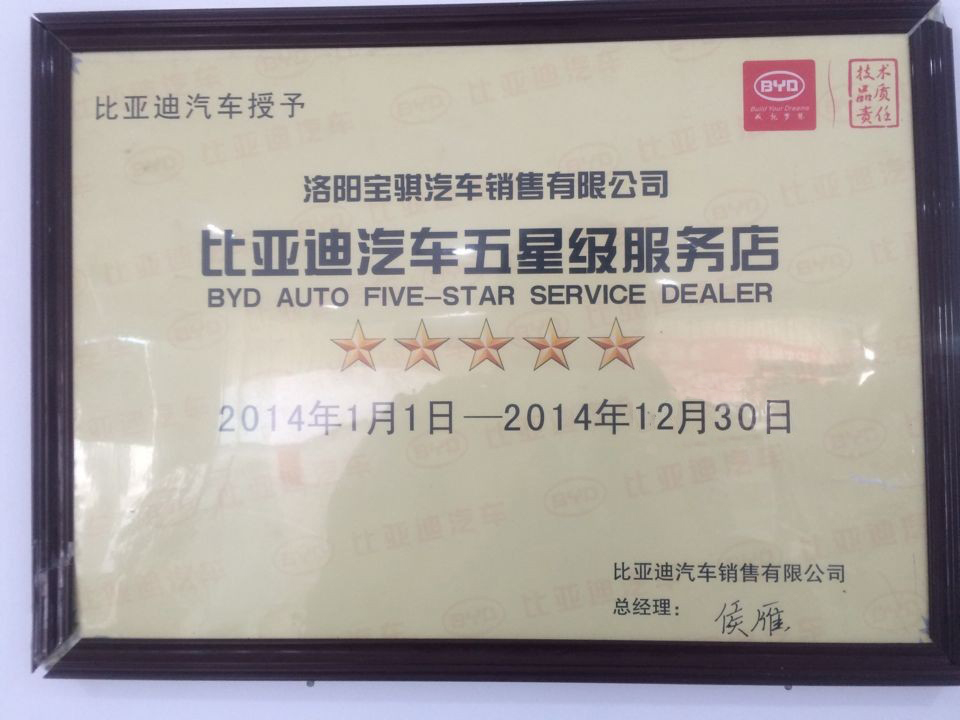 比亚迪汽车授予
BYD
Build Your Dreams
成就梦想
技术
品质
责任
洛阳宝骐汽车销售有限公司
比亚迪汽车五星级服务店
BYD AUTO FIVE-STAR SERVICE DEALER
2014年1月1日—2014年12月30日
比亚迪汽车销售有限公司
总经理：侯雁